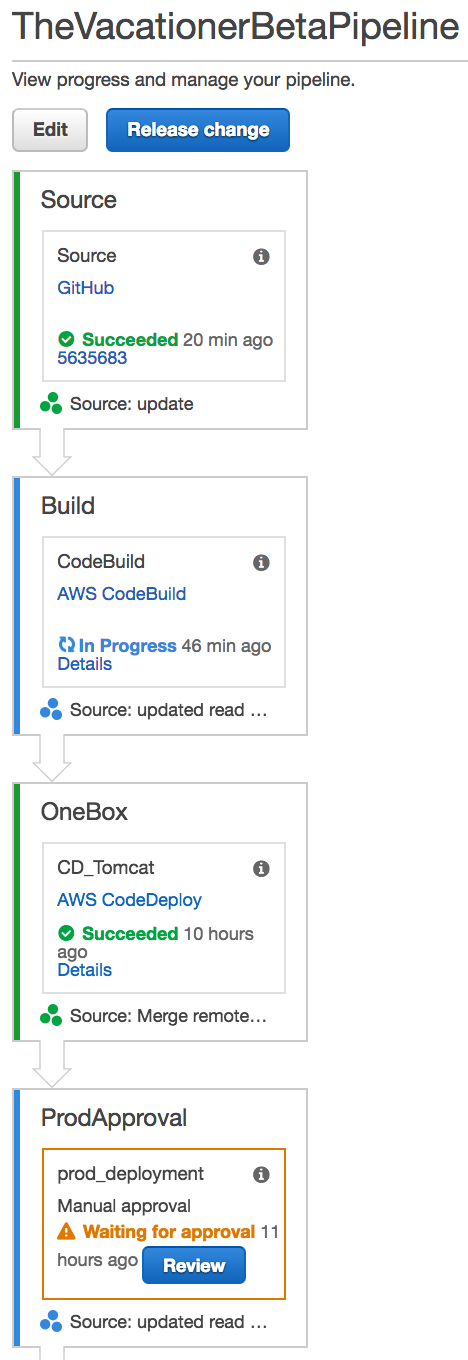 TheVacationerBetaPipeline
View progress and manage your pipeline.
Edit
Release change
Source
Source
GitHub
Succeeded 20 min ago
5635683
Source: update
Build
CodeBuild
AWS CodeBuild
In Progress 46 min ago
Details
Source: updated read ...
OneBox
CD_Tomcat
AWS CodeDeploy
Succeeded 10 hours
ago
Details
Source: Merge remote...
ProdApproval
prod_deployment
Manual approval
Waiting for approval 11
hours ago Review
Source: updated read ...